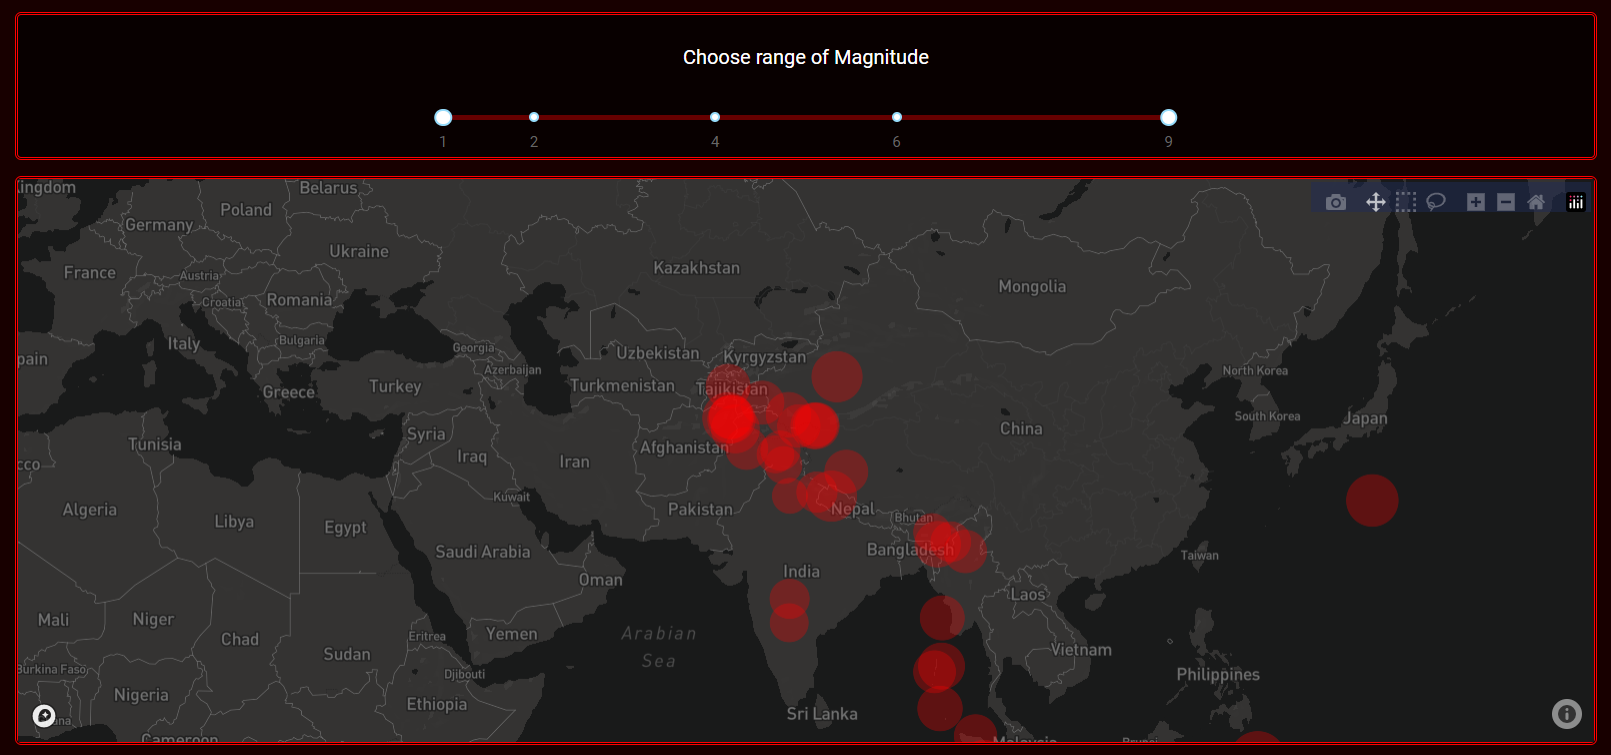 Choose range of Magnitude
1 2 4 6 9
ingdom
Belarus
Poland
Germany
Ukraine
France
Austria
Kazakhstan
Mongolia
Croatia
Romania
Italy
Bulgaria
Georgia
Uzbekistan
Kyrgyzstan
pain
Azerbaijan
North Korea
Greece
Turkey
Turkmenistan
Tajikistan
South Korea
Japan
Tunisia
Syria
Afghanistan
China
cco
Iraq
Iran
Kuwait
Algeria
Libya
Egypt
Pakistan
Nepal
Bhutan
Saudi Arabia
Bangladesh
Taiwan
Oman
India
Laos
Mali
Niger
Chad
Eritrea
Yemen
Arabian
Sea
Sudan
Vietnam
Burkina Faso
Djibouti
Philippines
Nigeria
Ethiopia
Sri Lanka
ana
Cameroon
Malaysia
Brunei